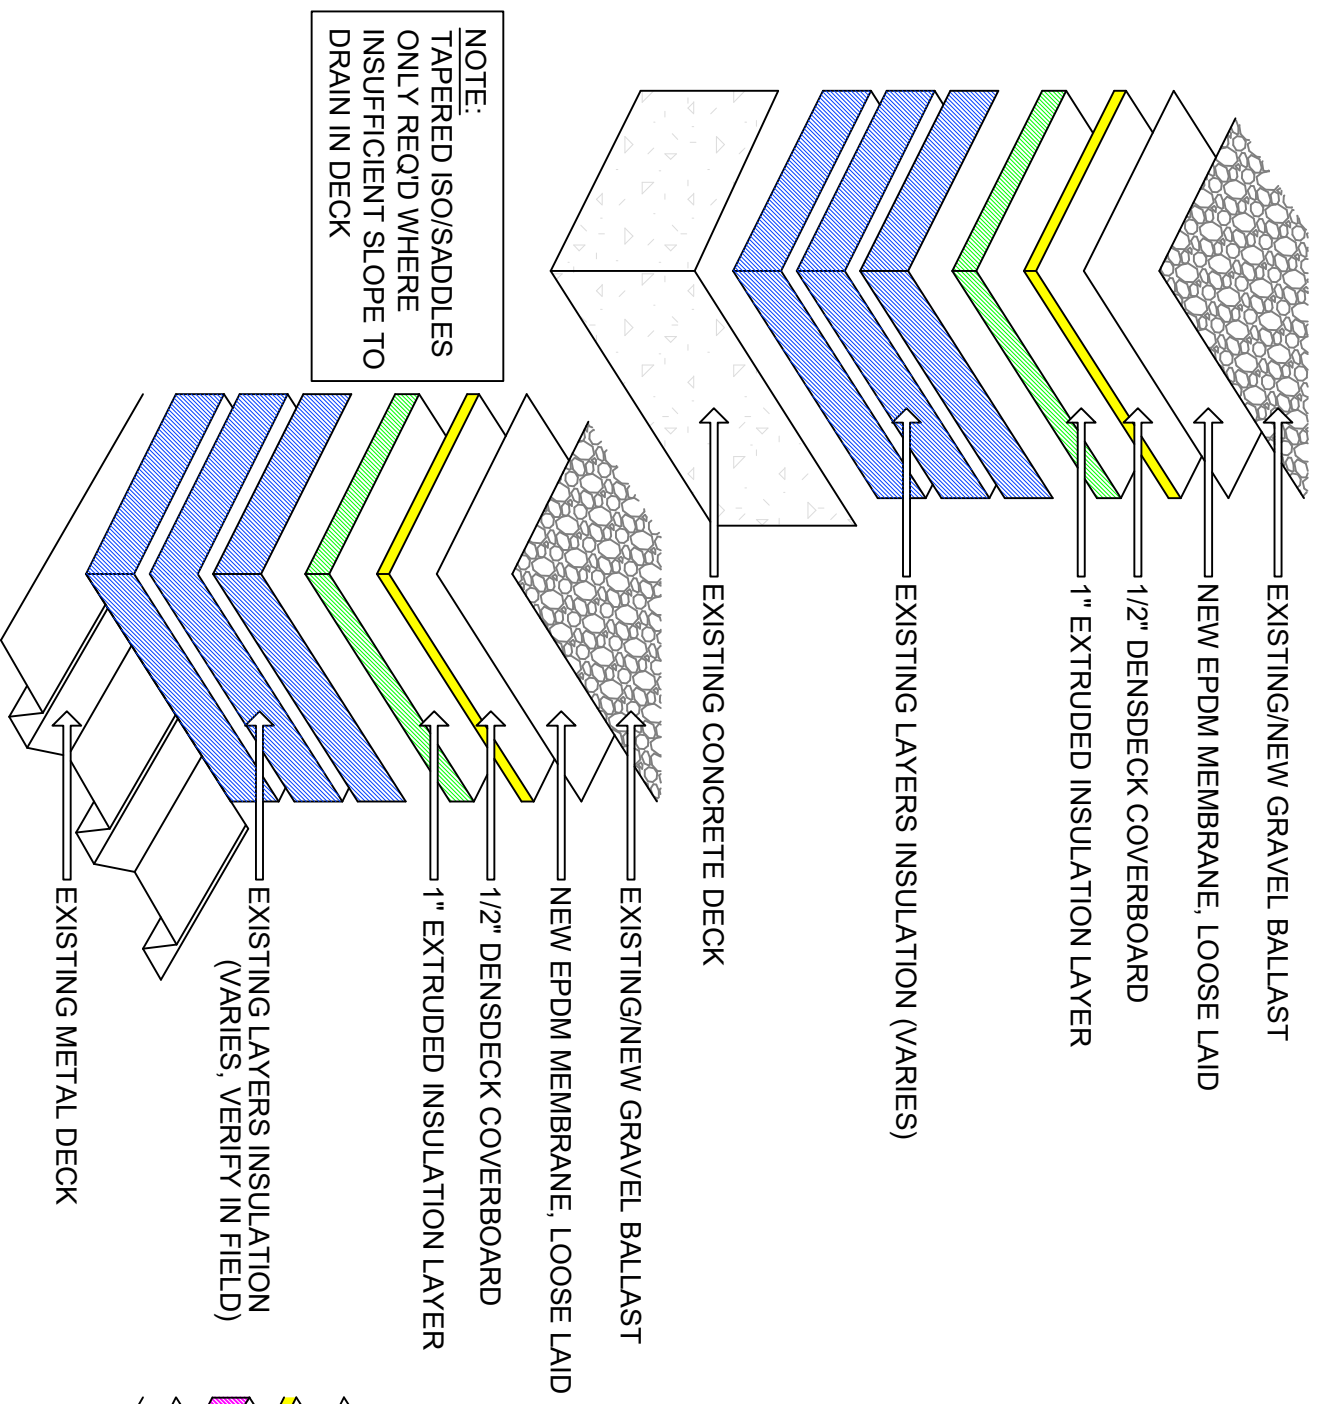 EXISTING/NEW GRAVEL BALLAST
NEW EPDM MEMBRANE, LOOSE LAID
1/2" DENSDECK COVERBOARD
1" EXTRUDED INSULATION LAYER
EXISTING LAYERS INSULATION (VARIES)
EXISTING CONCRETE DECK
NOTE:
TAPERED ISO/SADDLES
ONLY REQ'D WHERE
INSUFFICIENT SLOPE TO
DRAIN IN DECK
EXISTING/NEW GRAVEL BALLAST
NEW EPDM MEMBRANE, LOOSE LAID
1/2" DENSDECK COVERBOARD
1" EXTRUDED INSULATION LAYER
EXISTING LAYERS INSULATION
(VARIES, VERIFY IN FIELD)
EXISTING METAL DECK